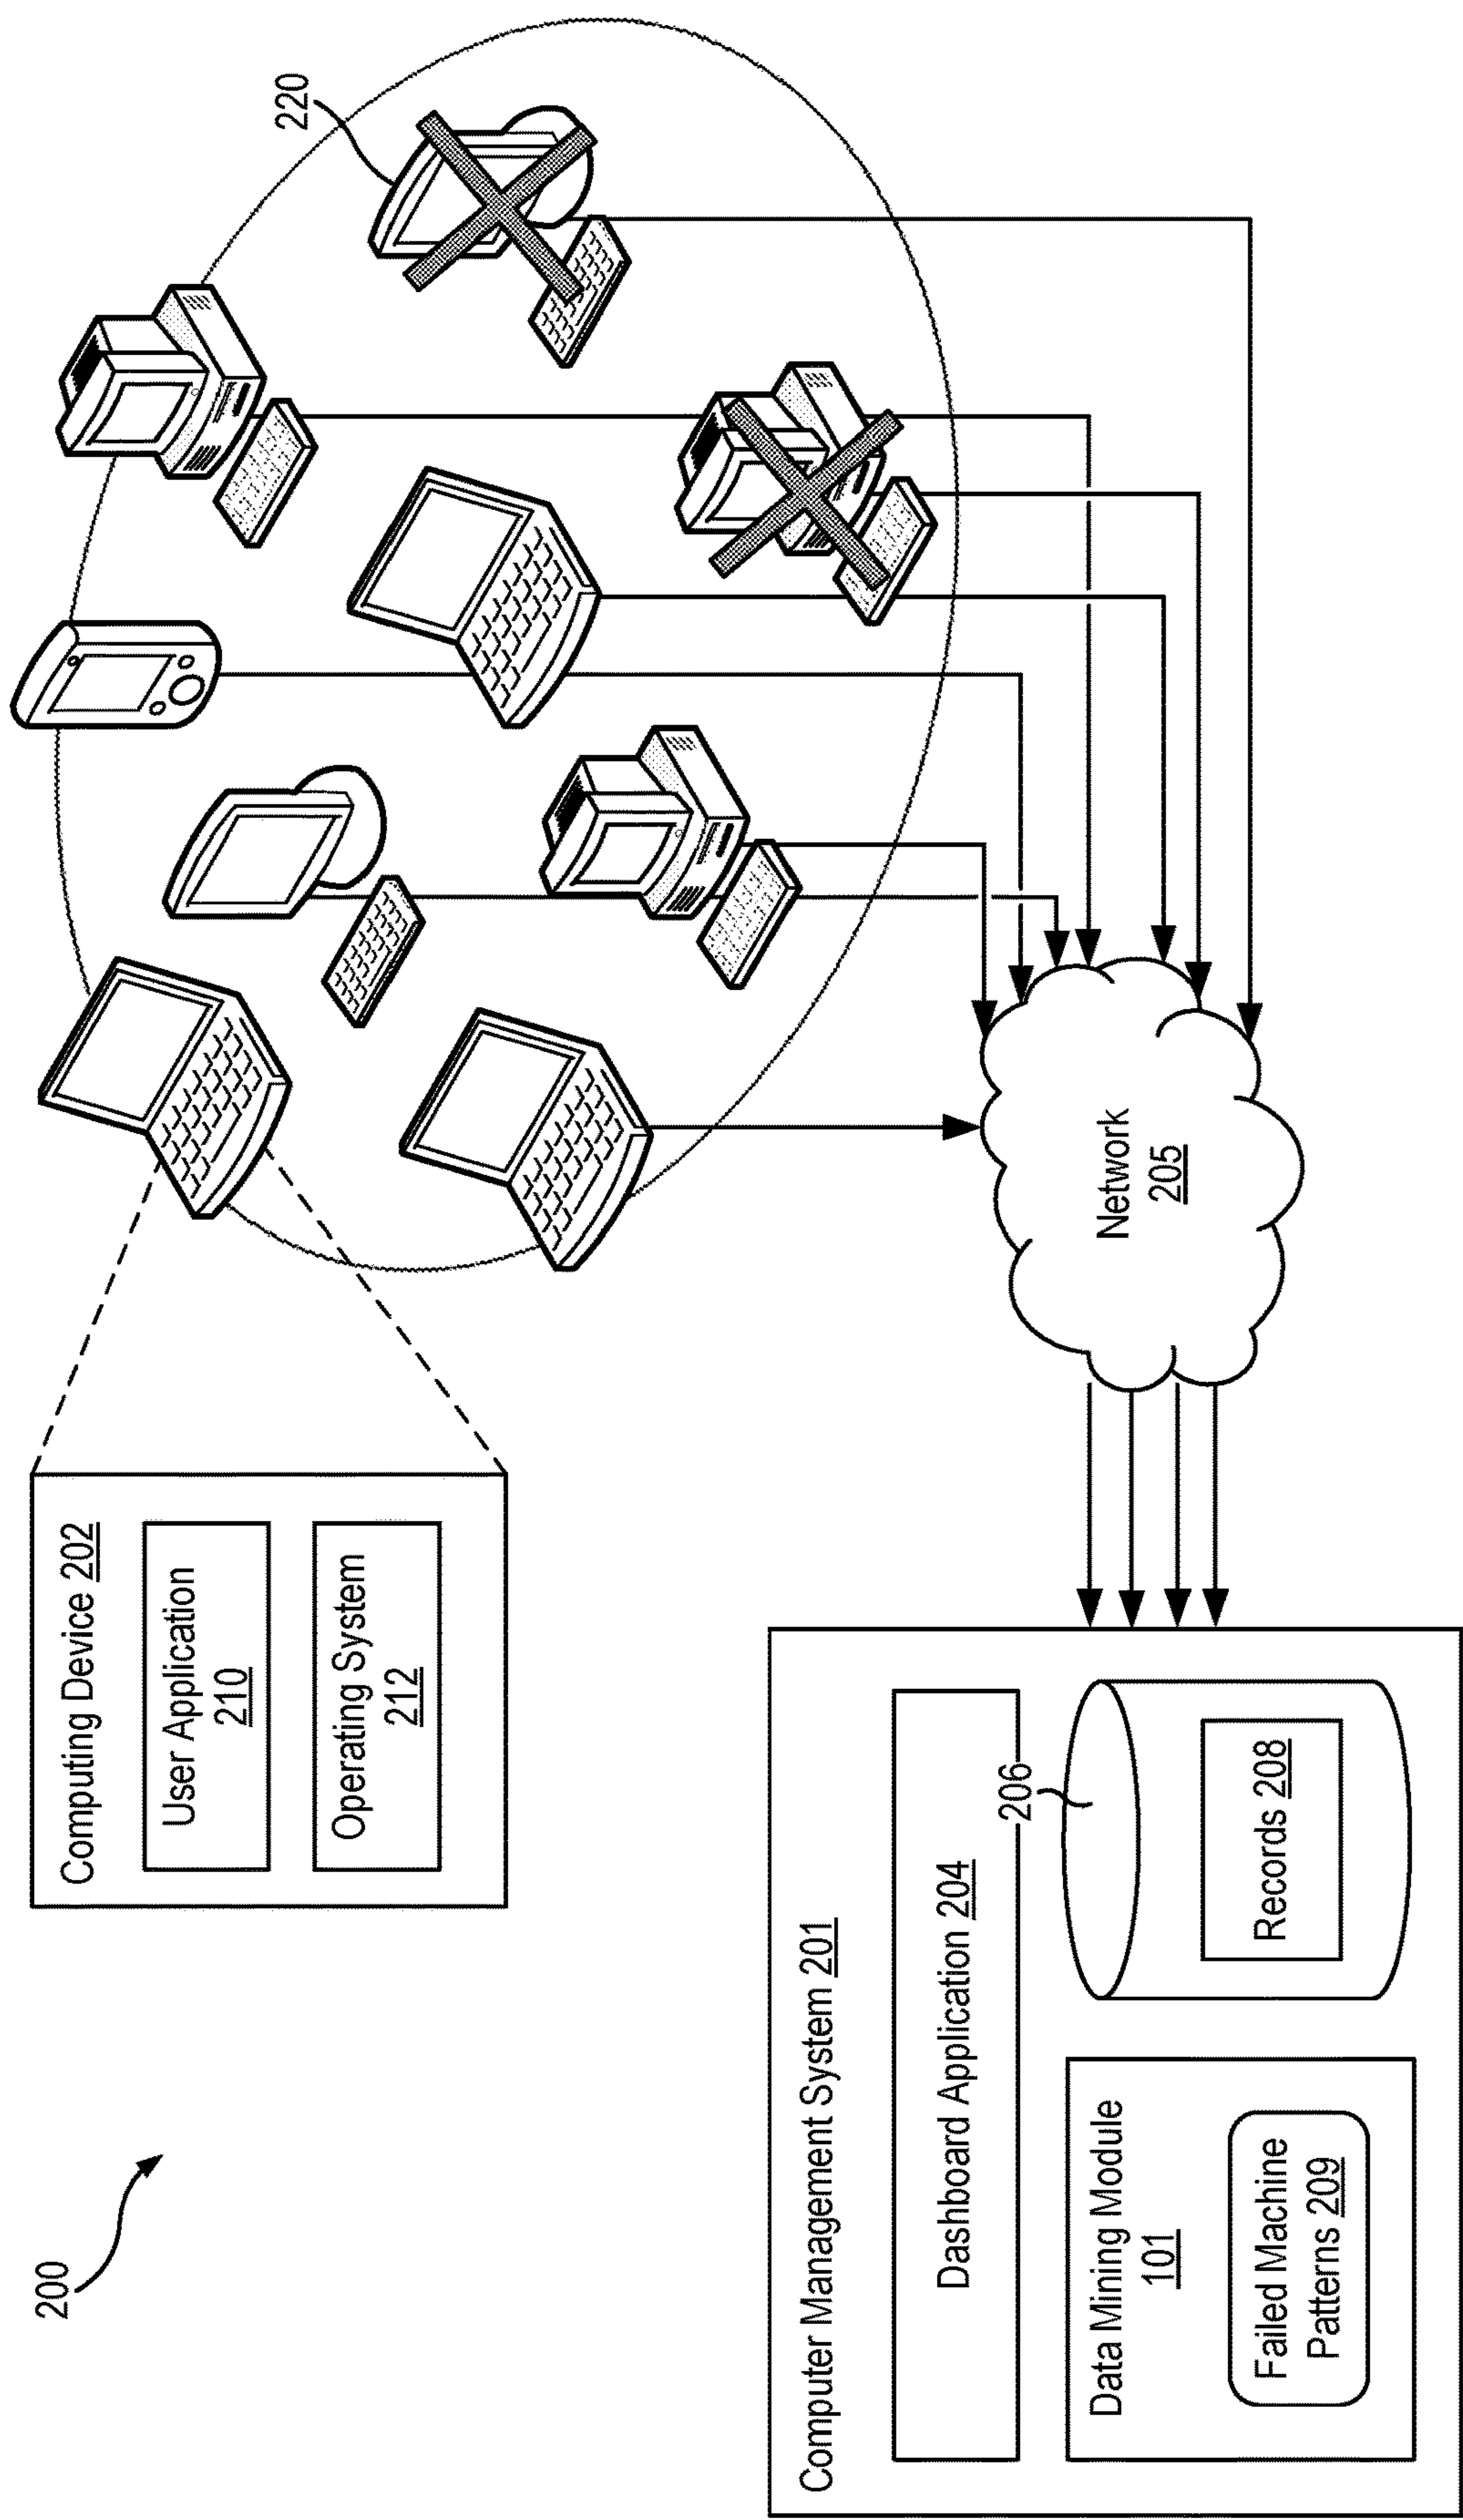 200
Computing Device 202
User Application
210
Operating System
212
220
Computer Management System 201
Dashboard Application 204
206
Data Mining Module
101
Failed Machine
Patterns 209
Records 208
Network
205